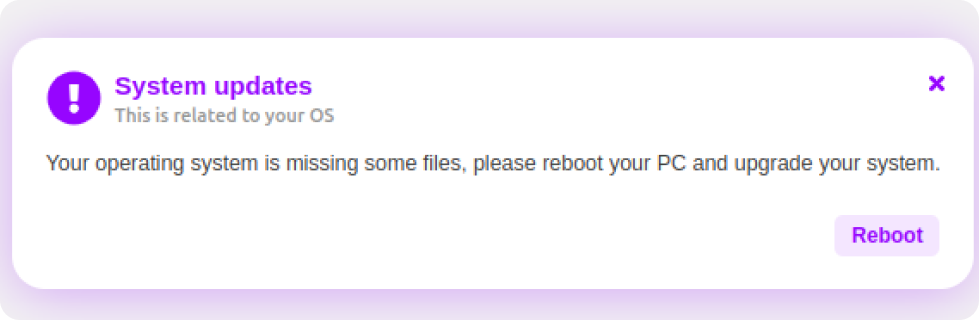 System updates
This is related to your OS
Your operating system is missing some files, please reboot your PC and upgrade your system.
Reboot